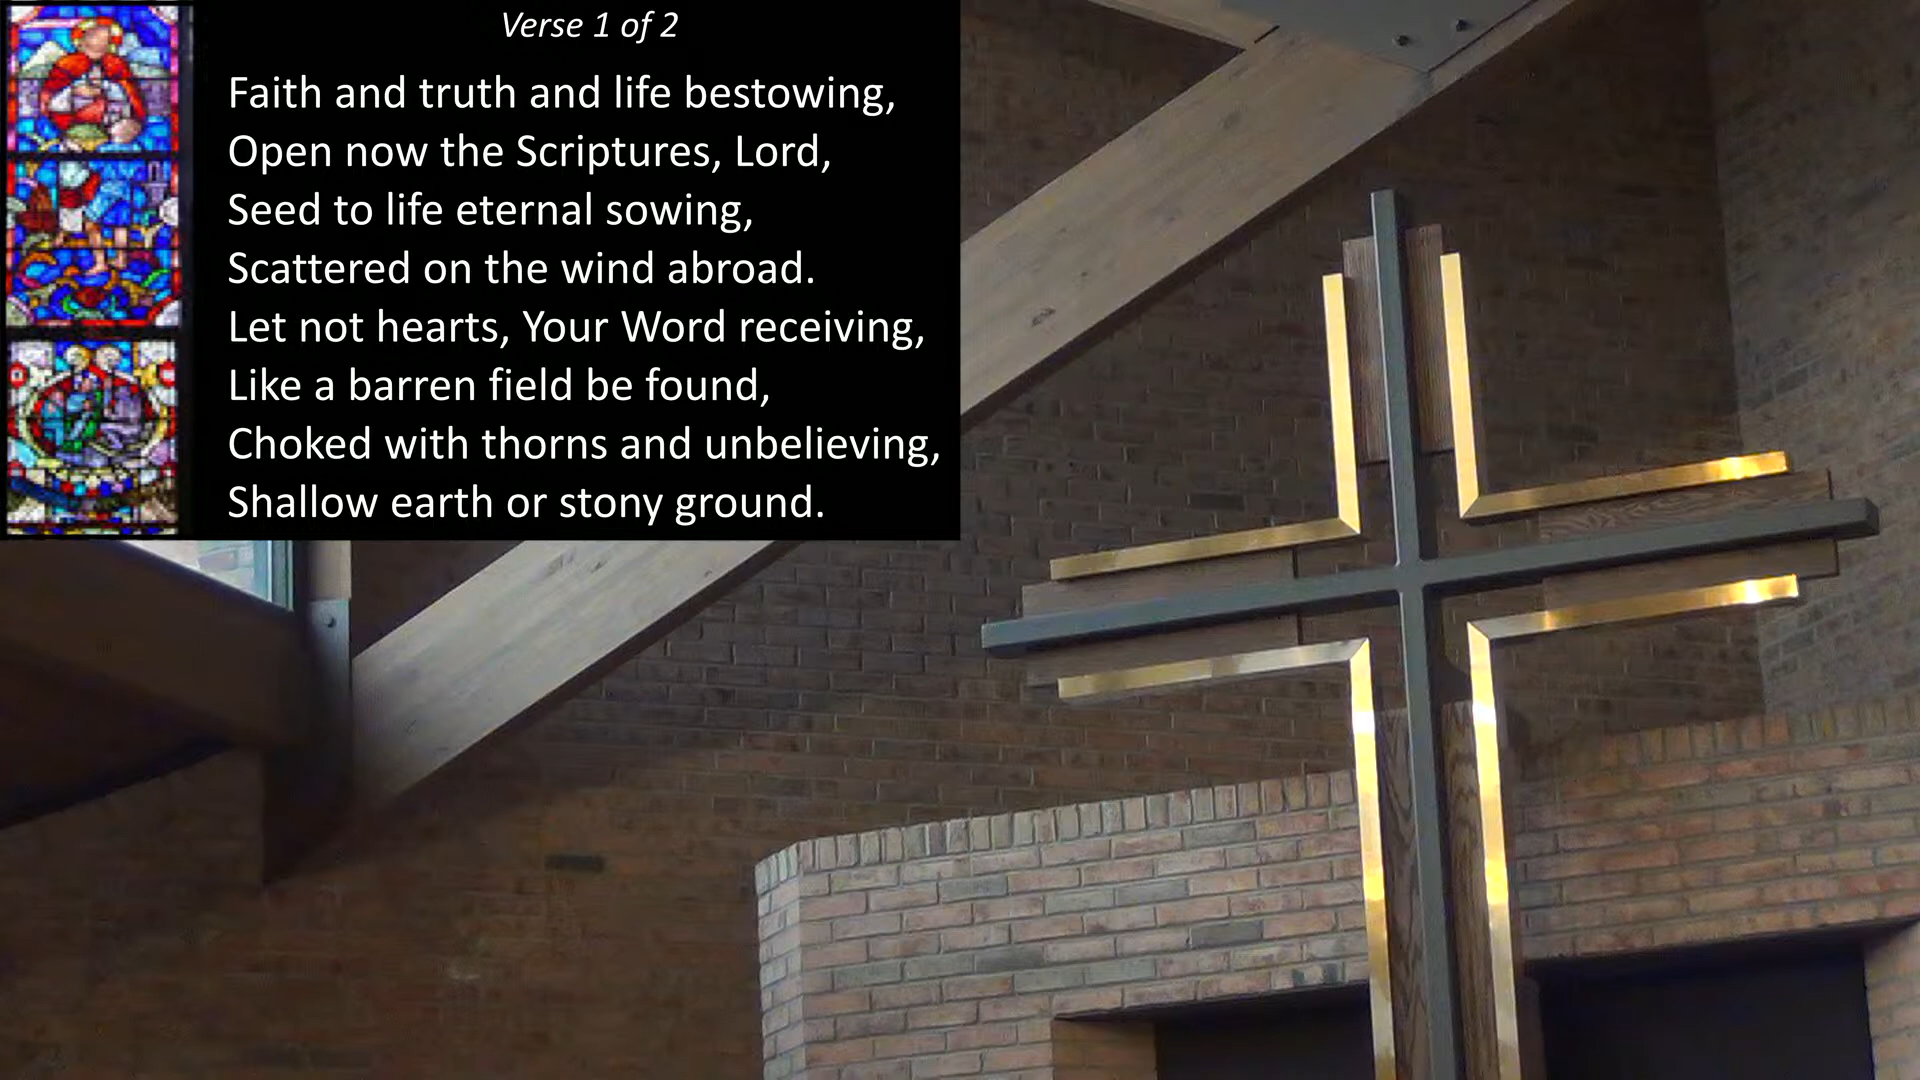 Verse 1 of 2
Faith and truth and life bestowing,
Open now the Scriptures, Lord,
Seed to life eternal sowing,
Scattered on the wind abroad.
Let not hearts, Your Word receiving,
Like a barren field be found,
Choked with thorns and unbelieving,
Shallow earth or stony ground.